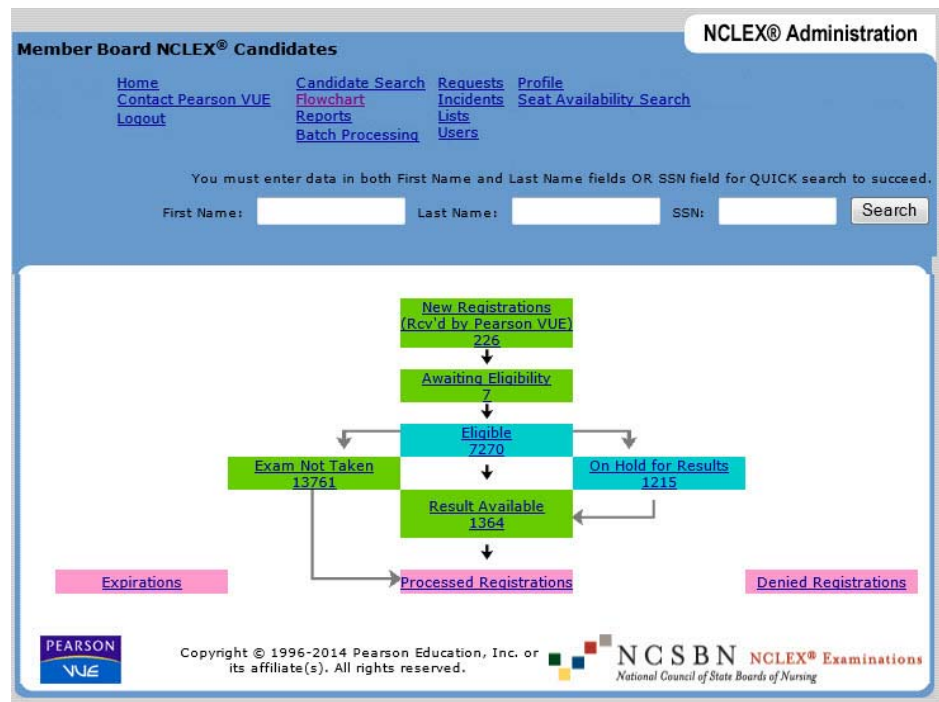 NCLEX® Administration
Member Board NCLEX® Candidates
Home Candidate Search Requests Profile
Contact Pearson VUE Flowchart Incidents Seat Availability Search
Logout Reports Lists
Batch Processing Users
You must enter data in both First Name and Last Name fields OR SSN field for QUICK search to succeed.
First Name: Last Name: SSN: Search
New Registrations
(Rcv'd by Pearson VUE)
226
Awaiting Eligibility
7
Eligible
7270
Exam Not Taken
13761
On Hold for Results
1215
Result Available
1364
Expirations
Processed Registrations
Denied Registrations
PEARSON
VUE
Copyright © 1996-2014 Pearson Education, Inc. or
its affiliate(s). All rights reserved.
NCSBN NCLEX® Examinations
National Council of State Boards of Nursing